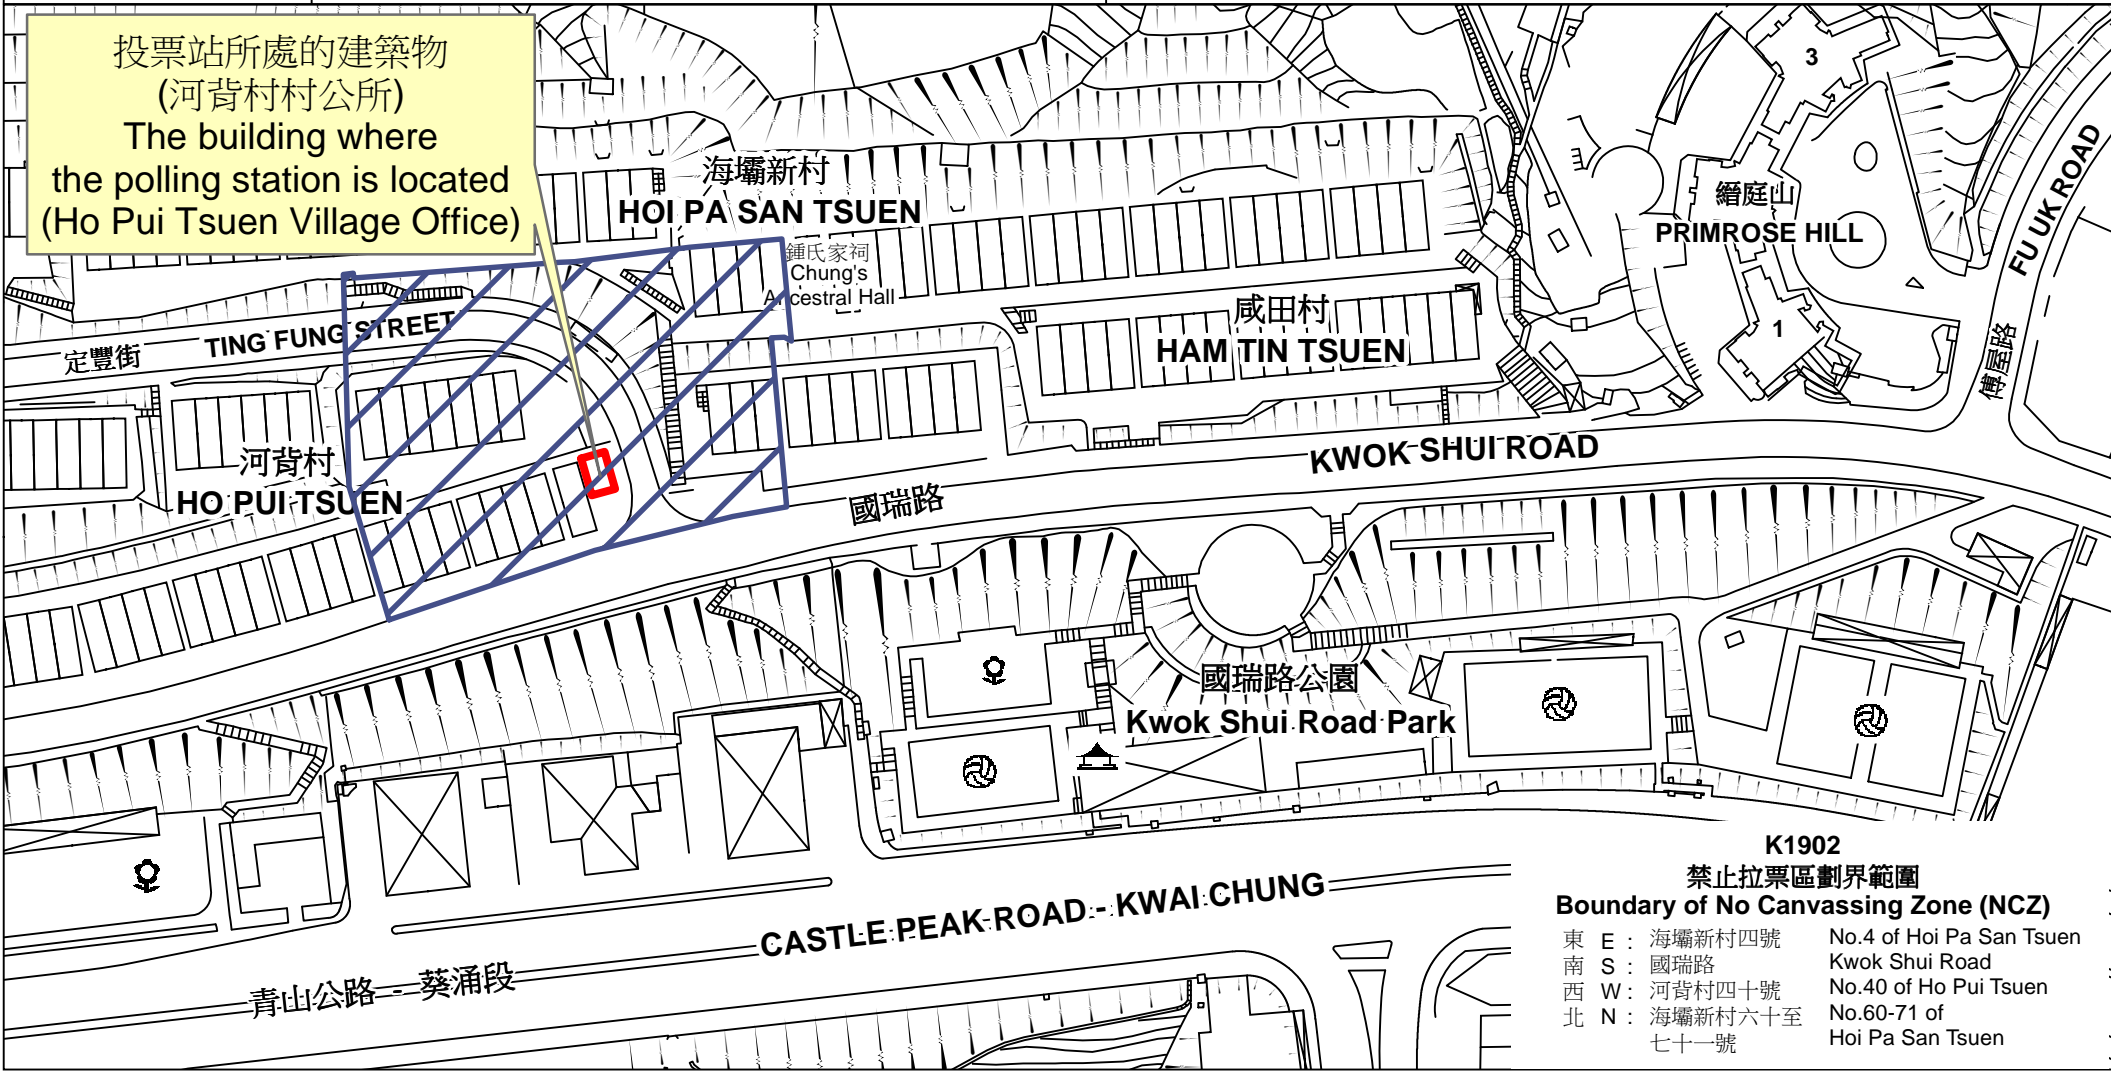 投票站所處的建築物
(河背村村公所)
The building where
the polling station is located
(Ho Pui Tsuen Village Office)
海壩新村
HOI PA SAN TSUEN
鍾氏家祠
Chung's
Ancestral Hall
咸田村
HAM TIN TSUEN
3
縉庭山
PRIMROSE HILL
1
FU UK ROAD
傅屋路
定豐街
TING FUNG STREET
河背村
HO PUI TSUEN
KWOK SHUI ROAD
國瑞路
國瑞路公園
Kwok Shui Road Park
CASTLE PEAK ROAD - KWAI CHUNG
青山公路 - 葵涌段
K1902
禁止拉票區劃界範圍
Boundary of No Canvassing Zone (NCZ)
東 E : 海壩新村四號 No.4 of Hoi Pa San Tsuen
南 S : 國瑞路 Kwok Shui Road
西 W : 河背村四十號 No.40 of Ho Pui Tsuen
北 N : 海壩新村六十至 No.60-71 of
七十一號 Hoi Pa San Tsuen